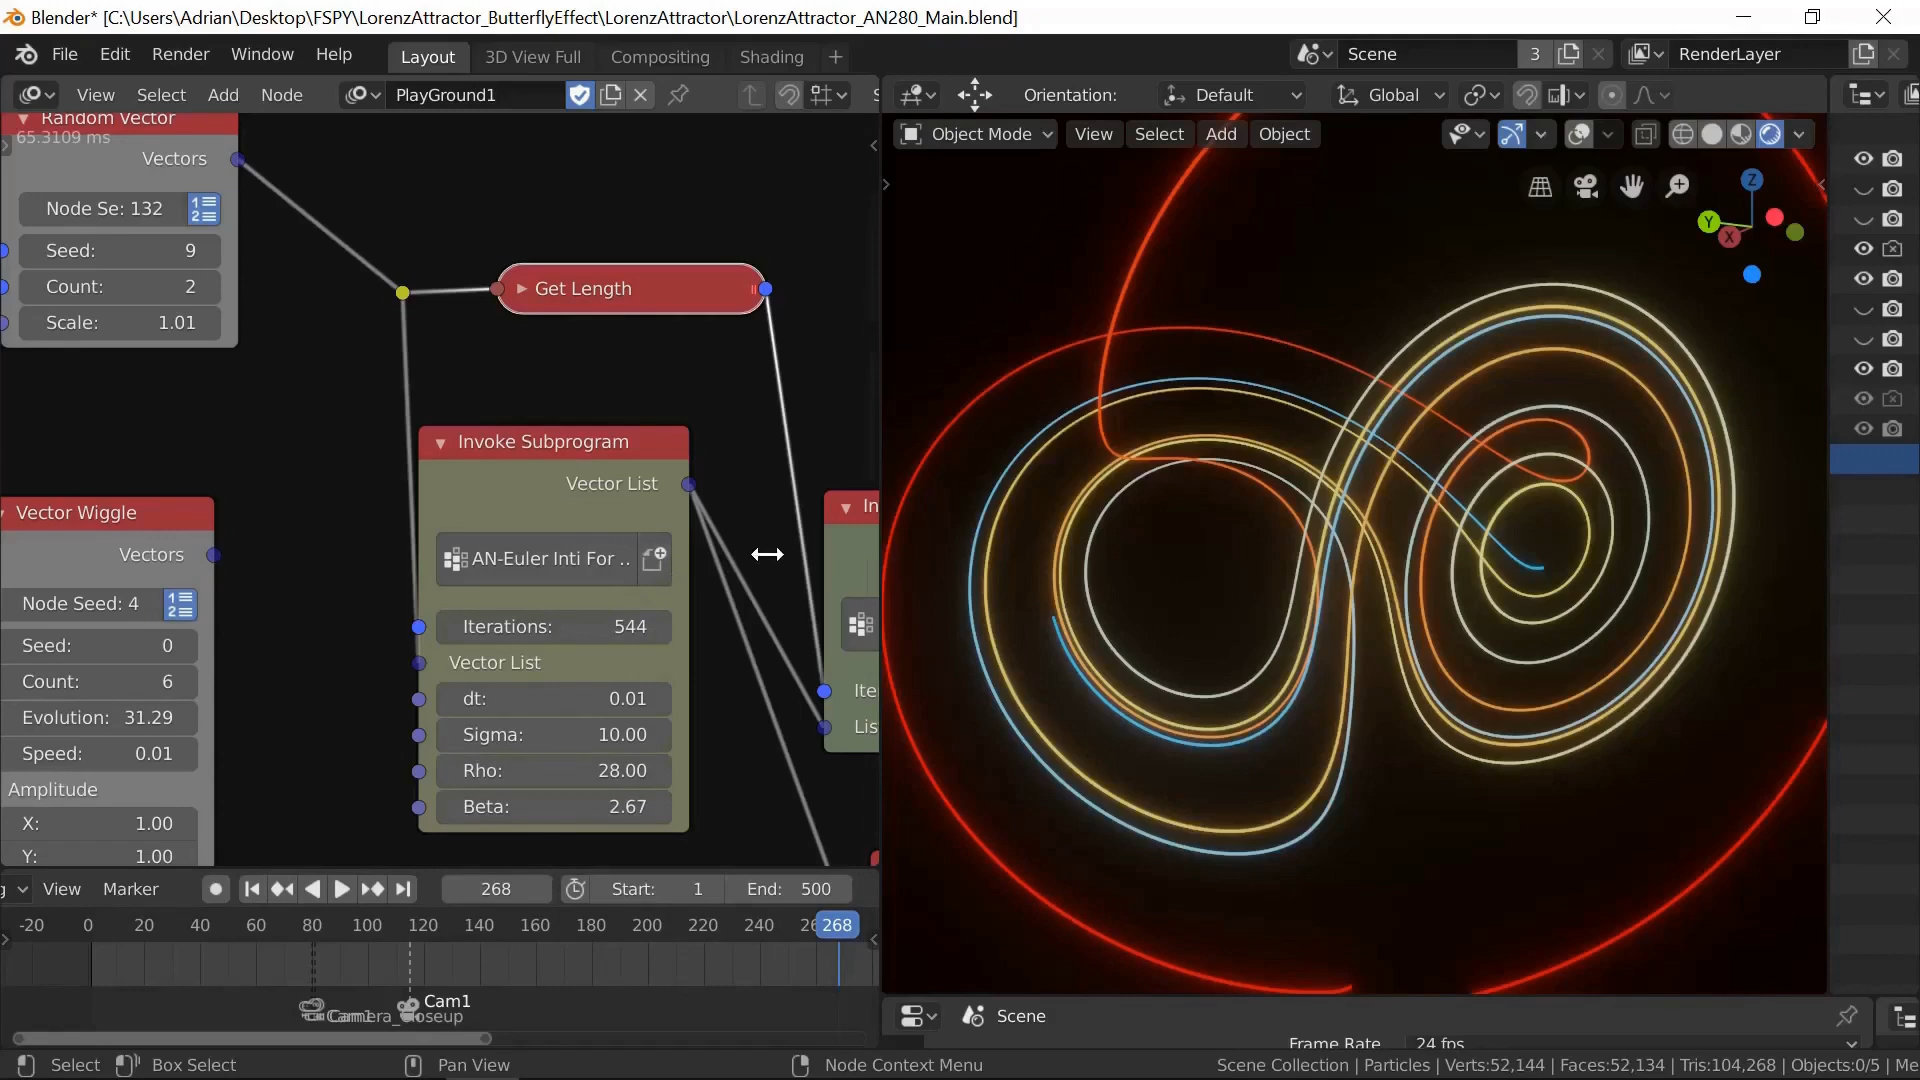 Blender* [C:\Users\Adrian\Desktop\FSPY\LorenzAttractor_ButterflyEffect\LorenzAttractor\LorenzAttractor_AN280_Main.blend]
File Edit Render Window Help Layout 3D View Full Compositing Shading + Scene 3 RenderLayer
View Select Add Node PlayGround1 Orientation: Default Global
Object Mode View Select Add Object
Random Vector
65.3109 ms
Vectors
Node Se: 132
Seed: 9
Count: 2
Scale: 1.01
Get Length
Invoke Subprogram
Vector List
AN-Euler Inti For ..
Iterations: 544
Vector List
dt: 0.01
Sigma: 10.00
Rho: 28.00
Beta: 2.67
Vector Wiggle
Vectors
Node Seed: 4
Seed: 0
Count: 6
Evolution: 31.29
Speed: 0.01
Amplitude
X: 1.00
Y: 1.00
In
Ite
Lis
Z
Y
X
View Marker 268 Start: 1 End: 500
-20 0 20 40 60 80 100 120 140 160 180 200 220 240 26 268
Cam1
Scene
Frame Rate 24 fps
Select Box Select Pan View Node Context Menu Scene Collection | Particles | Verts:52,144 | Faces:52,134 | Tris:104,268 | Objects:0/5 | Me